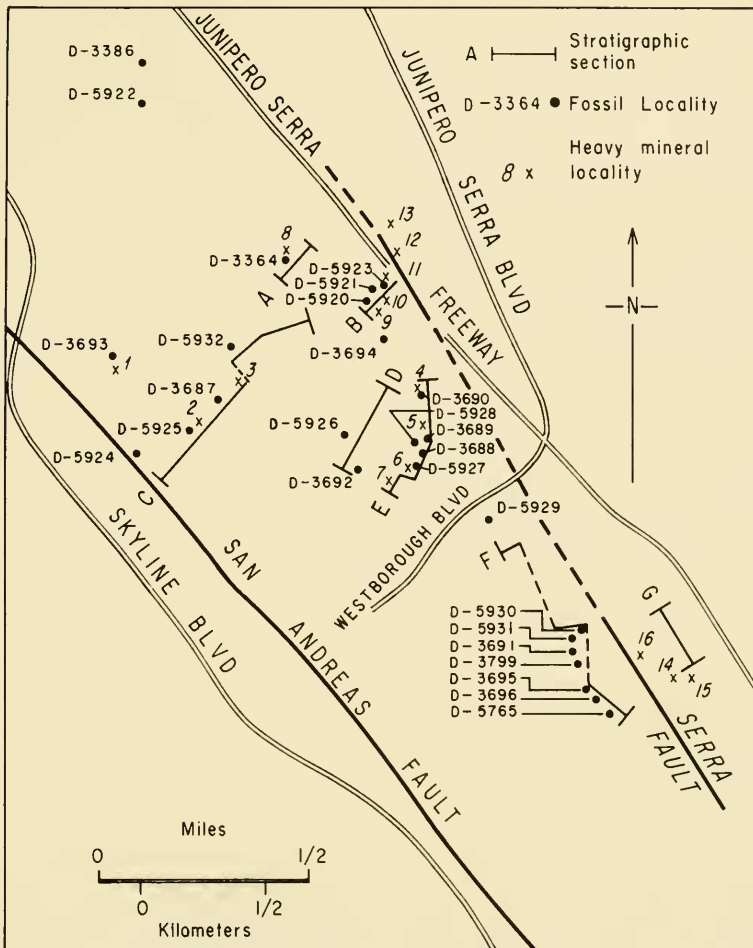 D-3386
D-5922
JUNIPERO SERRA
JUNIPERO
SERRA BLVD
A
Stratigraphic
section
D-3364 Fossil Locality
8 x
Heavy mineral
locality
N
13
12
8
D-3364
A
D-5923
11
D-5921
D-5920
10
B
9
FREEWAY
D-3694
D-5932
D-3693
1
3
D-3687
2
D-5925
D-5924
C
D
4
D-3690
D-5928
D-5926
5
D-3689
D-3688
6
D-5927
D-3692
7
E
WESTBOROUGH BLVD
D-5929
F
G
SAN
ANDREAS
FAULT
SKYLINE BLVD
D-5930
D-5931
D-3691
D-3799
D-3695
D-3696
D-5765
16
14
15
SERRA
FAULT
Miles
0 1/2
0 1/2
Kilometers